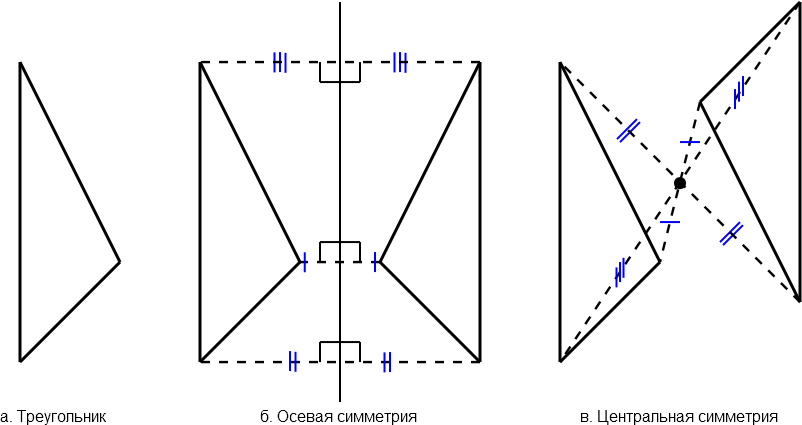 а. Треугольник
б. Осевая симметрия
в. Центральная симметрия